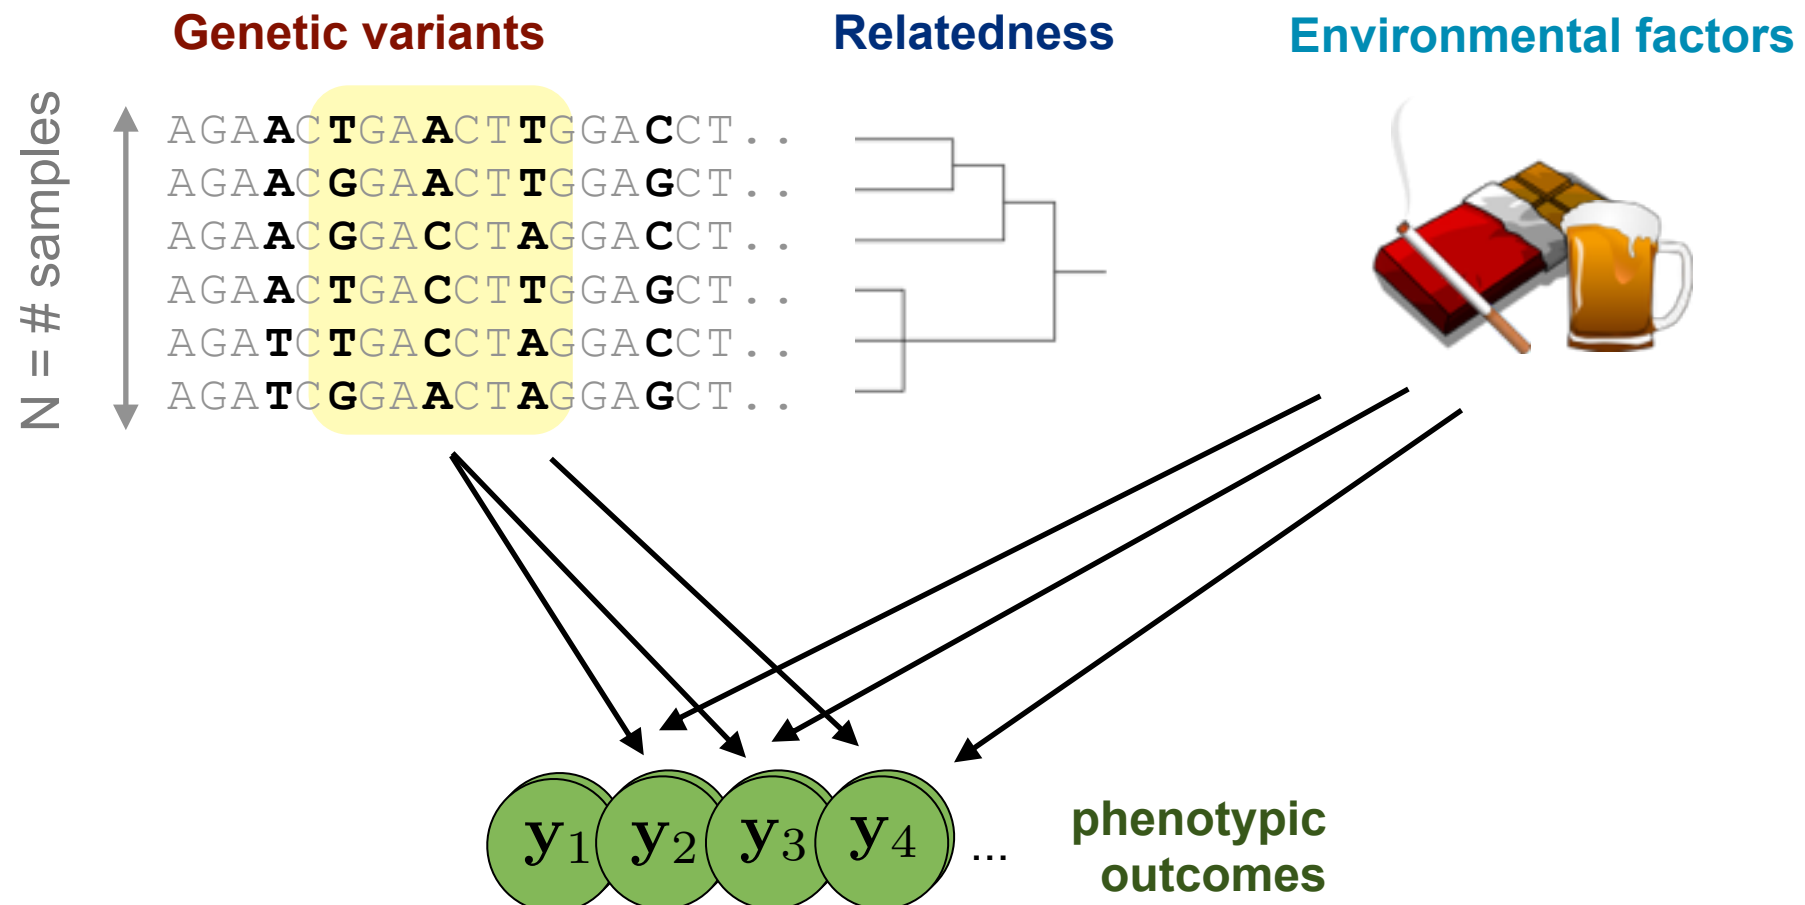 Genetic variants
Relatedness
Environmental factors
N = # samples
AGAACTGAACTTGGACCT..
AGAACGGAACTTGGAGCT..
AGAACGGACCTAGGACCT..
AGAACTGACCTTGGAGCT..
AGATCTGACCTAGGACCT..
AGATCGGAACTAGGAGCT..
y1 y2 y3 y4 ...
phenotypic
outcomes